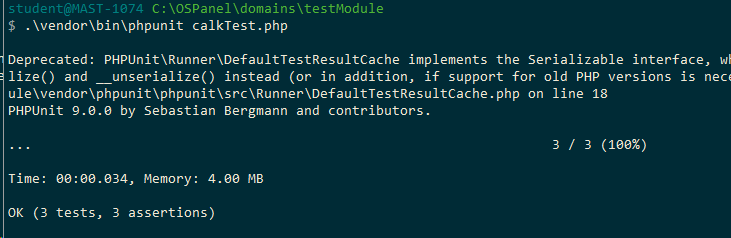 student@MAST-1074 C:\OSPanel\domains\testModule
$ .\vendor\bin\phpunit calkTest.php
Deprecated: PHPUnit\Runner\DefaultTestResultCache implements the Serializable interface,
lize() and __unserialize() instead (or in addition, if support for old PHP versions is
ule\vendor\phpunit\phpunit\src\Runner\DefaultTestResultCache.php on line 18
PHPUnit 9.0.0 by Sebastian Bergmann and contributors.
... 3 / 3 (100%)
Time: 00:00.034, Memory: 4.00 MB
OK (3 tests, 3 assertions)